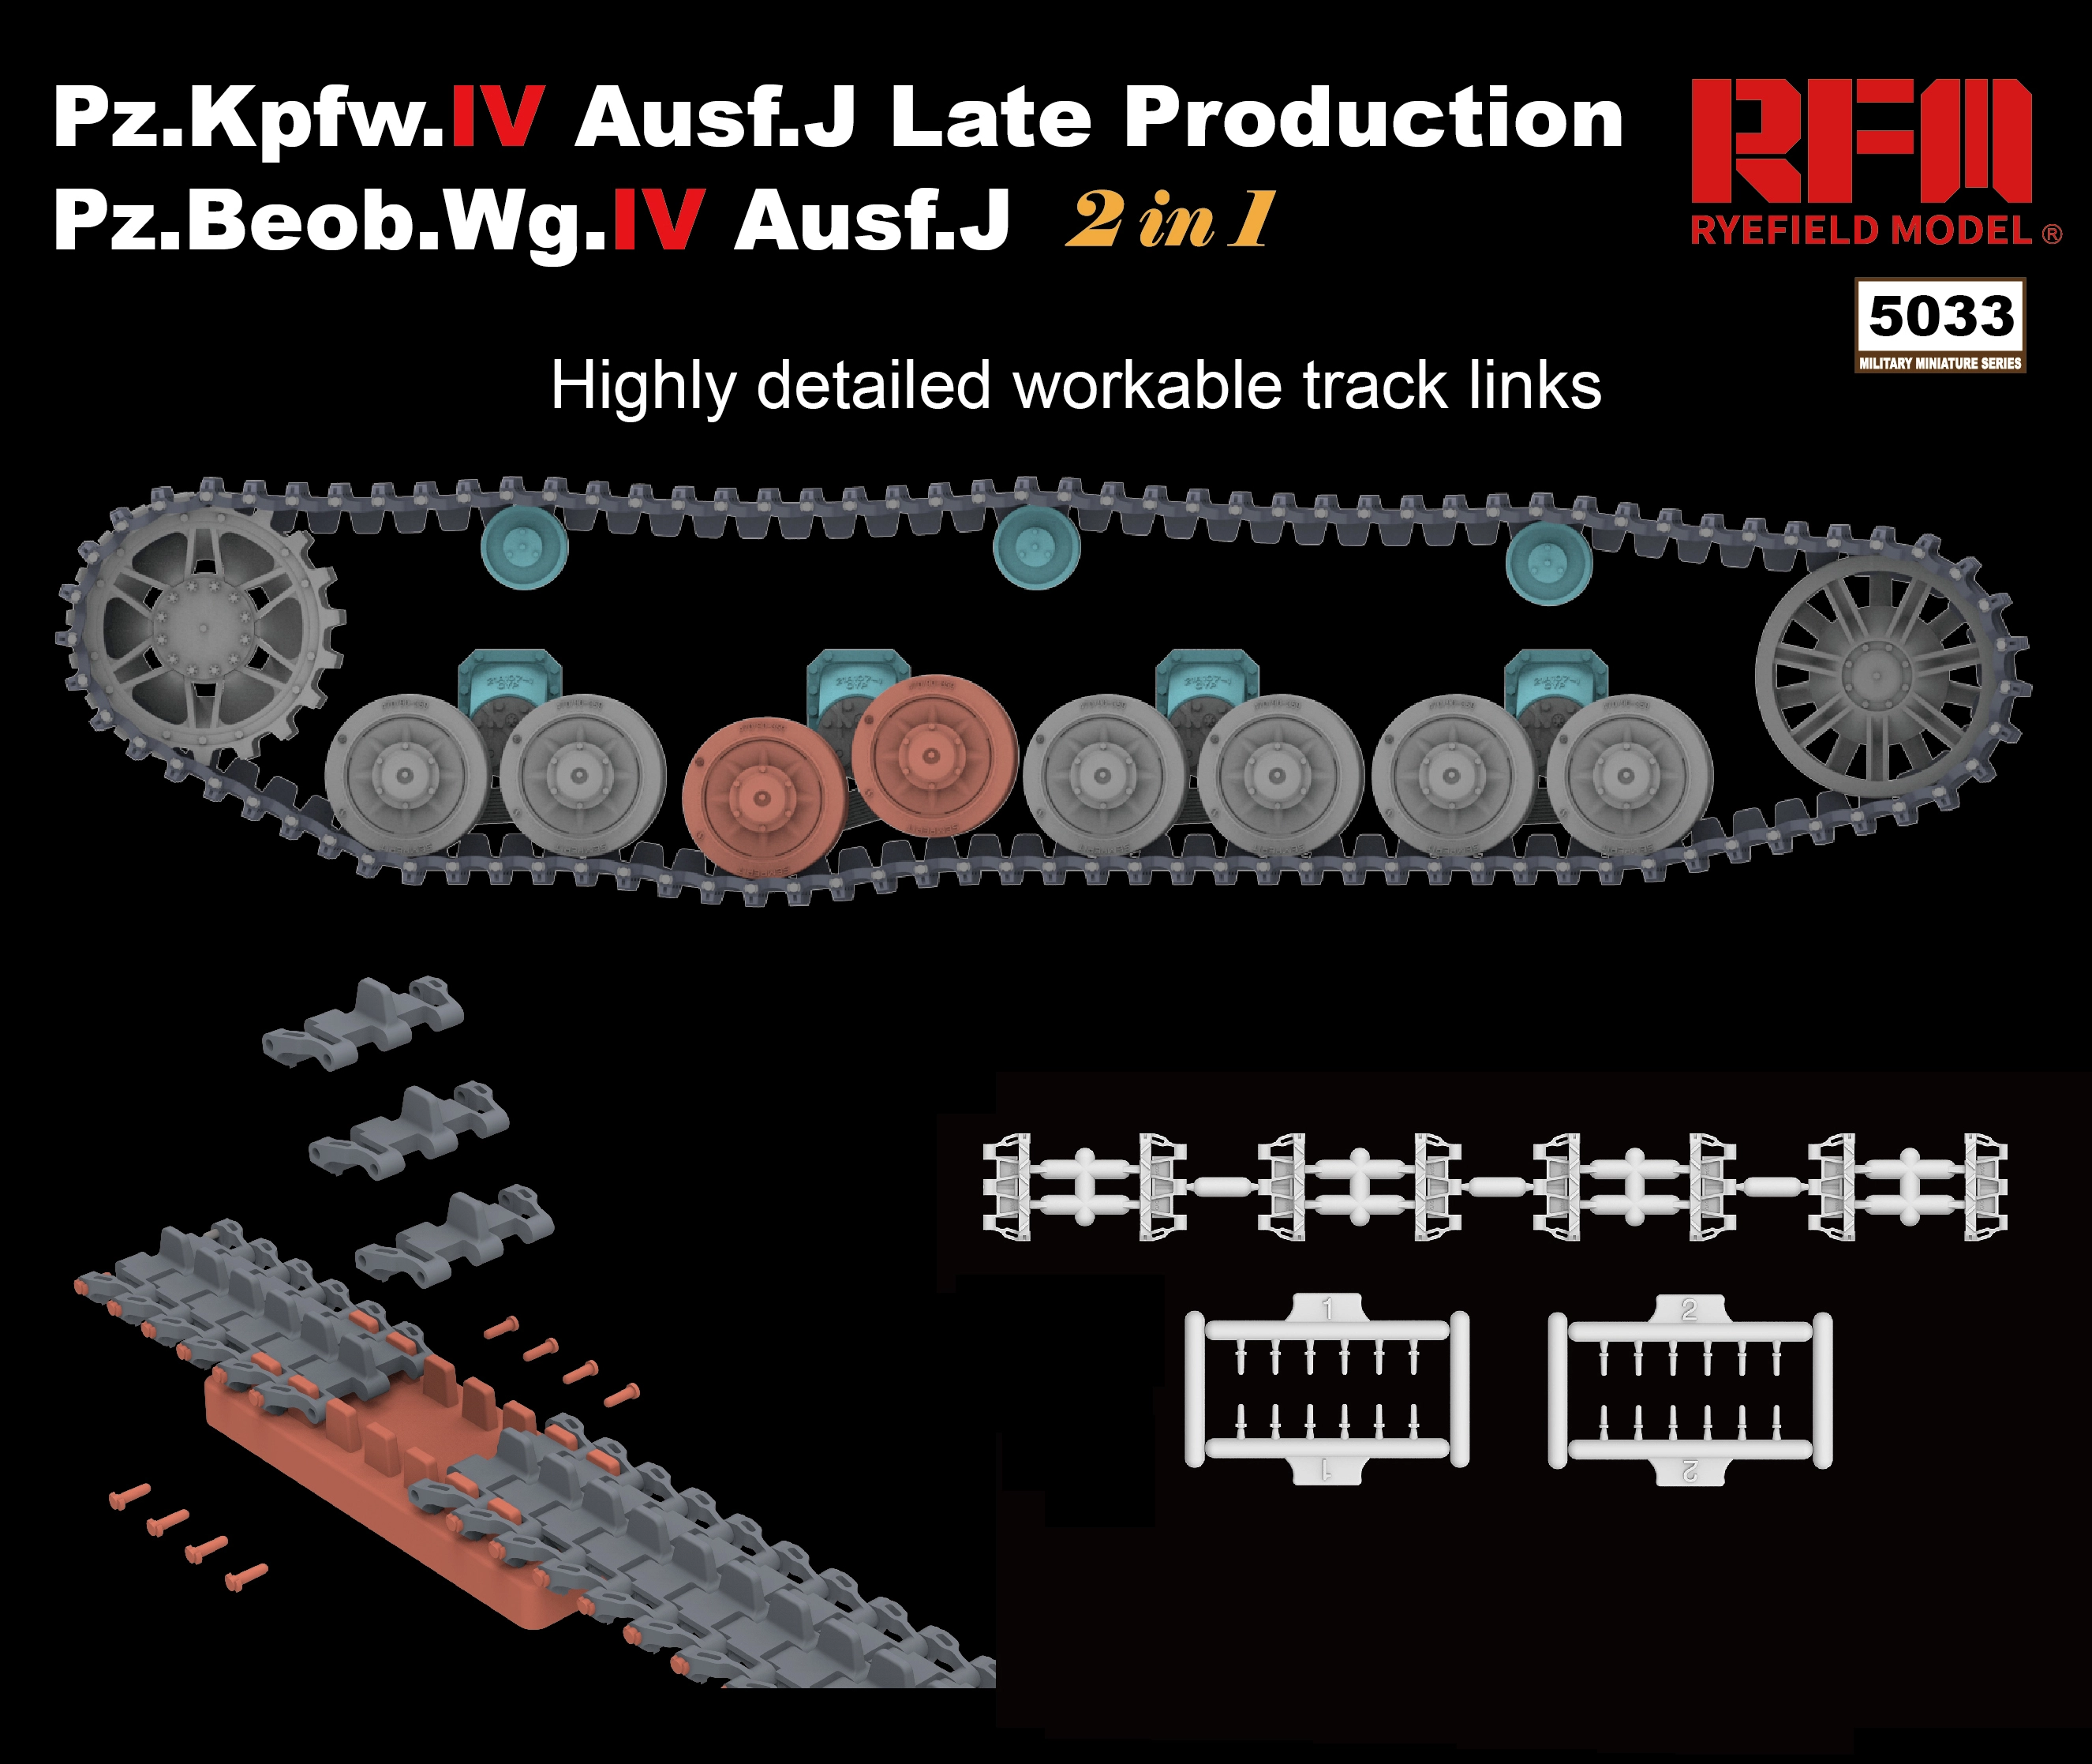 Pz.Kpfw.IV Ausf.J Late Production
Pz.Beob.Wg.IV Ausf.J 2 in 1
RFM
RYEFIELD MODEL ®
5033
MILITARY MINIATURE SERIES
Highly detailed workable track links
1
2
1
2